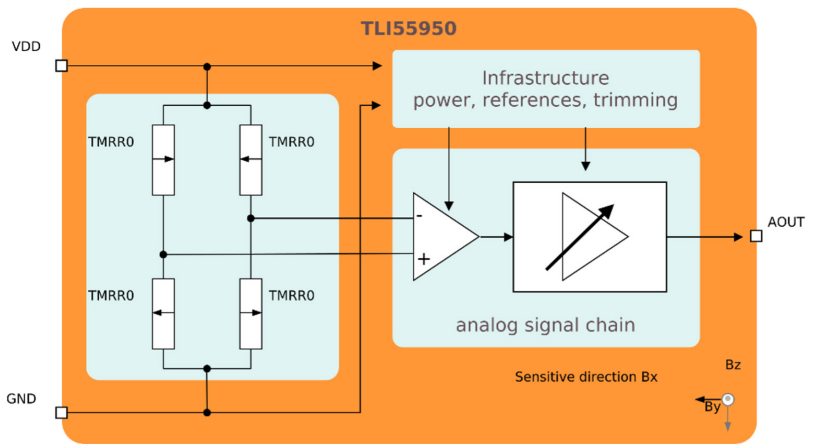 TLI55950
VDD
Infrastructure
power, references, trimming
TMRR0
TMRR0
-
AOUT
+
TMRR0
TMRR0
analog signal chain
Bz
Sensitive direction Bx
GND
By